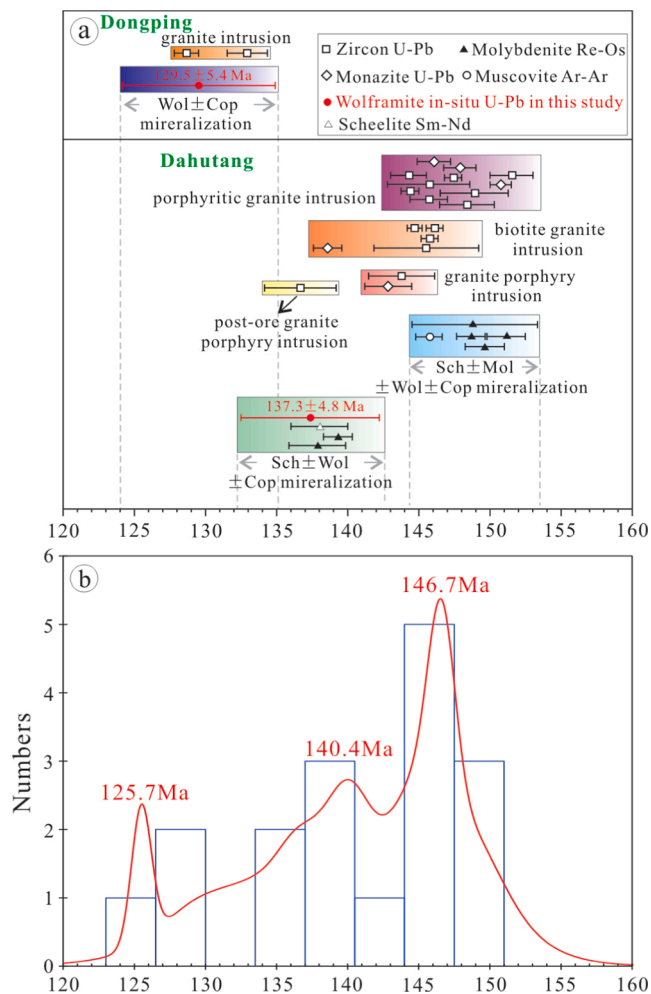 Dongping
a
granite intrusion
129.5±5.4 Ma
Wol±Cop
mireralization
Zircon U-Pb
Molybdenite Re-Os
Monazite U-Pb
Muscovite Ar-Ar
Wolframite in-situ U-Pb in this study
Scheelite Sm-Nd
Dahutang
porphyritic granite intrusion
biotite granite
intrusion
granite porphyry
intrusion
post-ore granite
porphyry intrusion
Sch±Mol
±Wol±Cop mireralization
137.3±4.8 Ma
Sch±Wol
±Cop mireralization
120 125 130 135 140 145 150 155 160
b
6
5
4
3
2
1
0
Numbers
125.7Ma
140.4Ma
146.7Ma
120 125 130 135 140 145 150 155 160